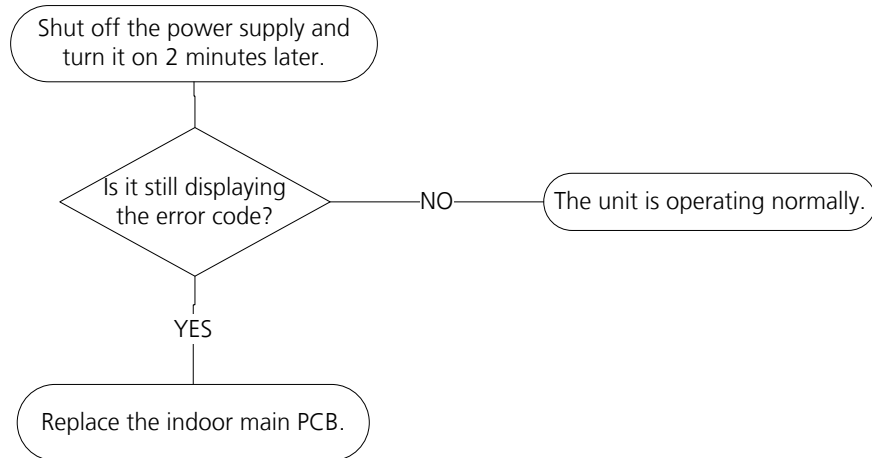 Shut off the power supply and
turn it on 2 minutes later.
Is it still displaying
the error code?
NO
The unit is operating normally.
YES
Replace the indoor main PCB.